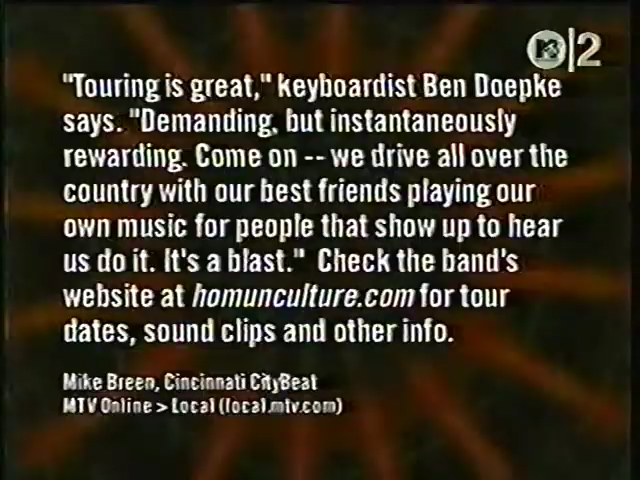 MTV 2
"Touring is great," keyboardist Ben Doepke
says. "Demanding, but instantaneously
rewarding. Come on -- we drive all over the
country with our best friends playing our
own music for people that show up to hear
us do it. It's a blast."  Check the band's
website at homunculture.com for tour
dates, sound clips and other info.
Mike Breen, Cincinnati CityBeat
MTV Online > Local (local.mtv.com)